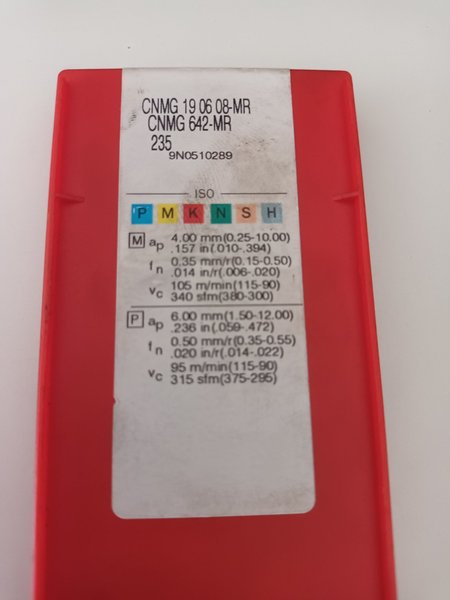 CNMG 19 06 08-MR
CNMG 642-MR
235
9N0510289
ISO
P M K N S H
M ap 4.00 mm(0.25-10.00)
.157 in(.010-.394)
fn 0.35 mm/r(0.15-0.50)
.014 in/r(.006-.020)
vc 105 m/min(115-90)
340 sfm(380-300)
P ap 6.00 mm(1.50-12.00)
.236 in(.059-.472)
fn 0.50 mm/r(0.35-0.55)
.020 in/r(.014-.022)
vc 95 m/min(115-90)
315 sfm(375-295)